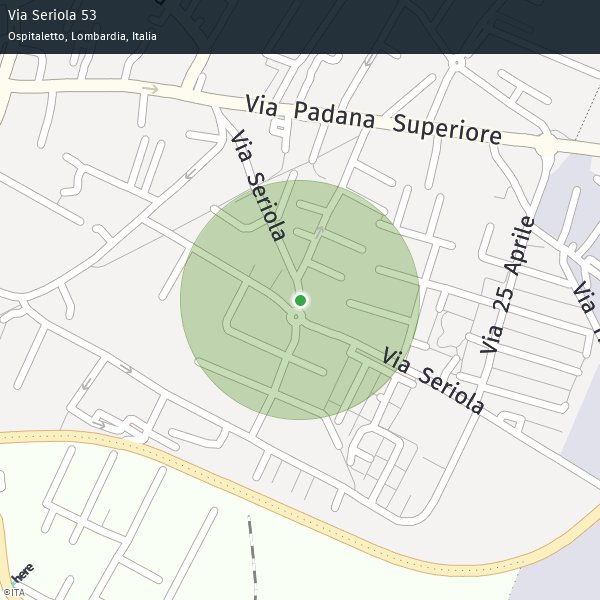 Via Seriola 53
Ospitaletto, Lombardia, Italia
Via Padana Superiore
Via Seriola
Via 25 Aprile
Via
Via Seriola
here
©ITA